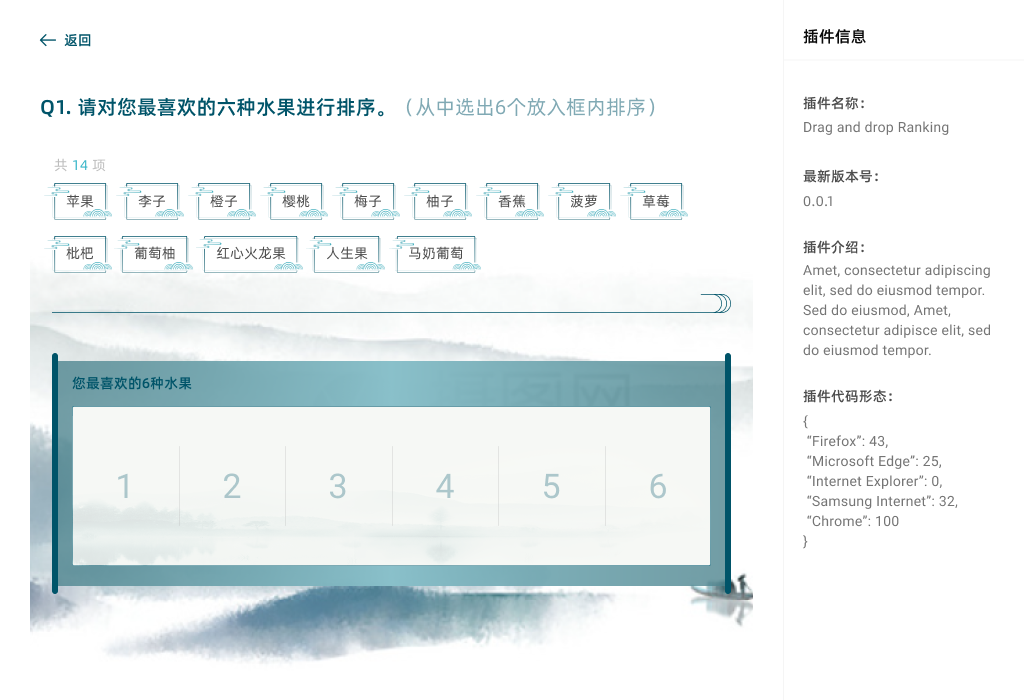 返回
Q1. 请对您最喜欢的六种水果进行排序。（从中选出6个放入框内排序）
共 14 项
苹果 李子 橙子 樱桃 梅子 柚子 香蕉 菠萝 草莓
枇杷 葡萄柚 红心火龙果 人生果 马奶葡萄
您最喜欢的6种水果
1 2 3 4 5 6
插件信息
插件名称：
Drag and drop Ranking
最新版本号：
0.0.1
插件介绍：
Amet, consectetur adipiscing
elit, sed do eiusmod tempor.
Sed do eiusmod, Amet,
consectetur adipisce elit, sed
do eiusmod tempor.
插件代码形态：
{
“Firefox”: 43,
“Microsoft Edge”: 25,
“Internet Explorer”: 0,
“Samsung Internet”: 32,
“Chrome”: 100
}